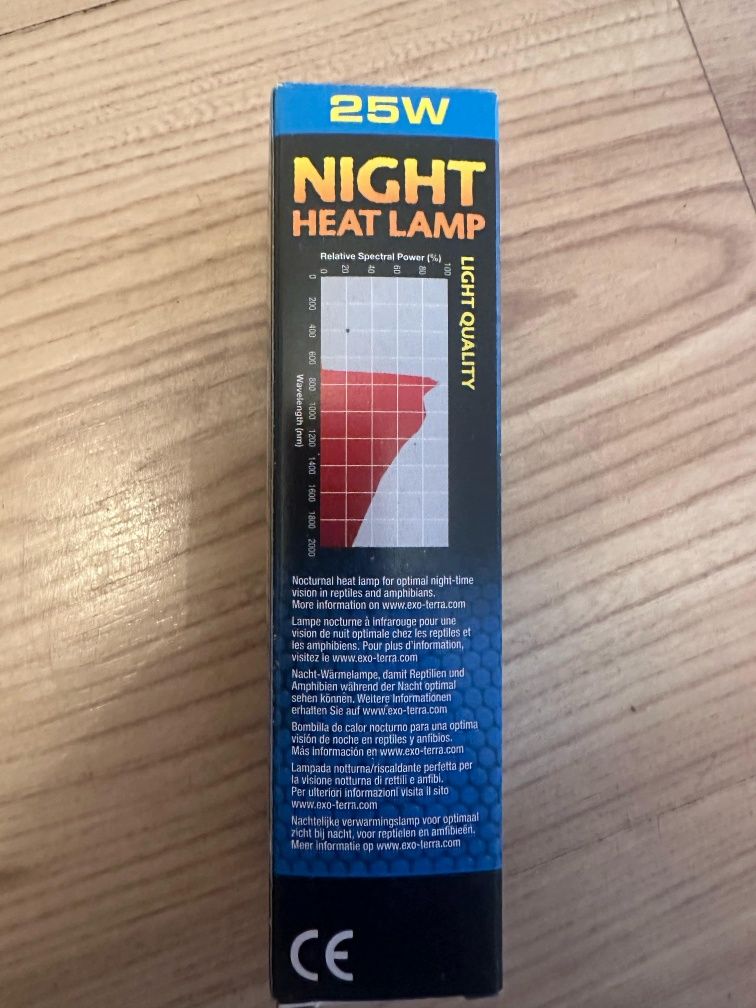 25W
NIGHT
HEAT LAMP
Relative Spectral Power (%)
0 20 40 60 80 100
LIGHT QUALITY
0 200 400 600 800 1000 1200 1400 1600 1800 2000
Wavelength (nm)
Nocturnal heat lamp for optimal night-time
vision in reptiles and amphibians.
More information on www.exo-terra.com
Lampe nocturne à infrarouge pour une
vision de nuit optimale chez les reptiles et
les amphibiens. Pour plus d'information,
visitez le www.exo-terra.com
Nacht-Wärmelampe, damit Reptilien und
Amphibien während der Nacht optimal
sehen können. Weitere Informationen
erhalten Sie auf www.exo-terra.com
Bombilla de calor nocturno para una optima
visión de noche en reptiles y anfibios.
Más información en www.exo-terra.com
Lampada notturna/riscaldante perfetta per
la visione notturna di rettili e anfibi.
Per ulteriori informazioni visita il sito
www.exo-terra.com
Nachtelijke verwarmingslamp voor optimaal
zicht bij nacht, voor reptielen en amfibieën.
Meer informatie op www.exo-terra.com
CE